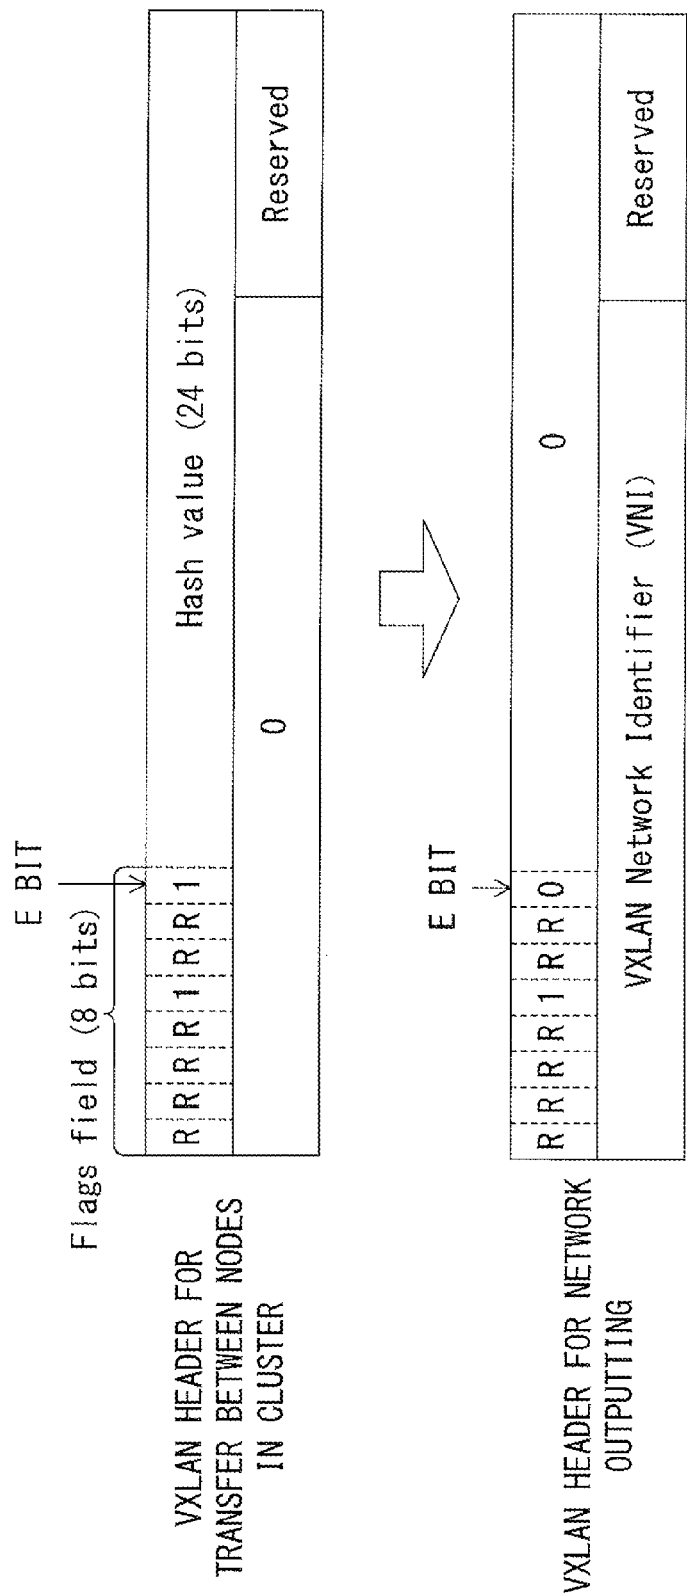 E BIT
Flags field (8 bits)
VXLAN HEADER FOR
TRANSFER BETWEEN NODES
IN CLUSTER
R R R R 1 R R 1 Hash value (24 bits)
0 Reserved
E BIT
VXLAN HEADER FOR NETWORK
OUTPUTTING
R R R R 1 R R 0 0
VXLAN Network Identifier (VNI) Reserved